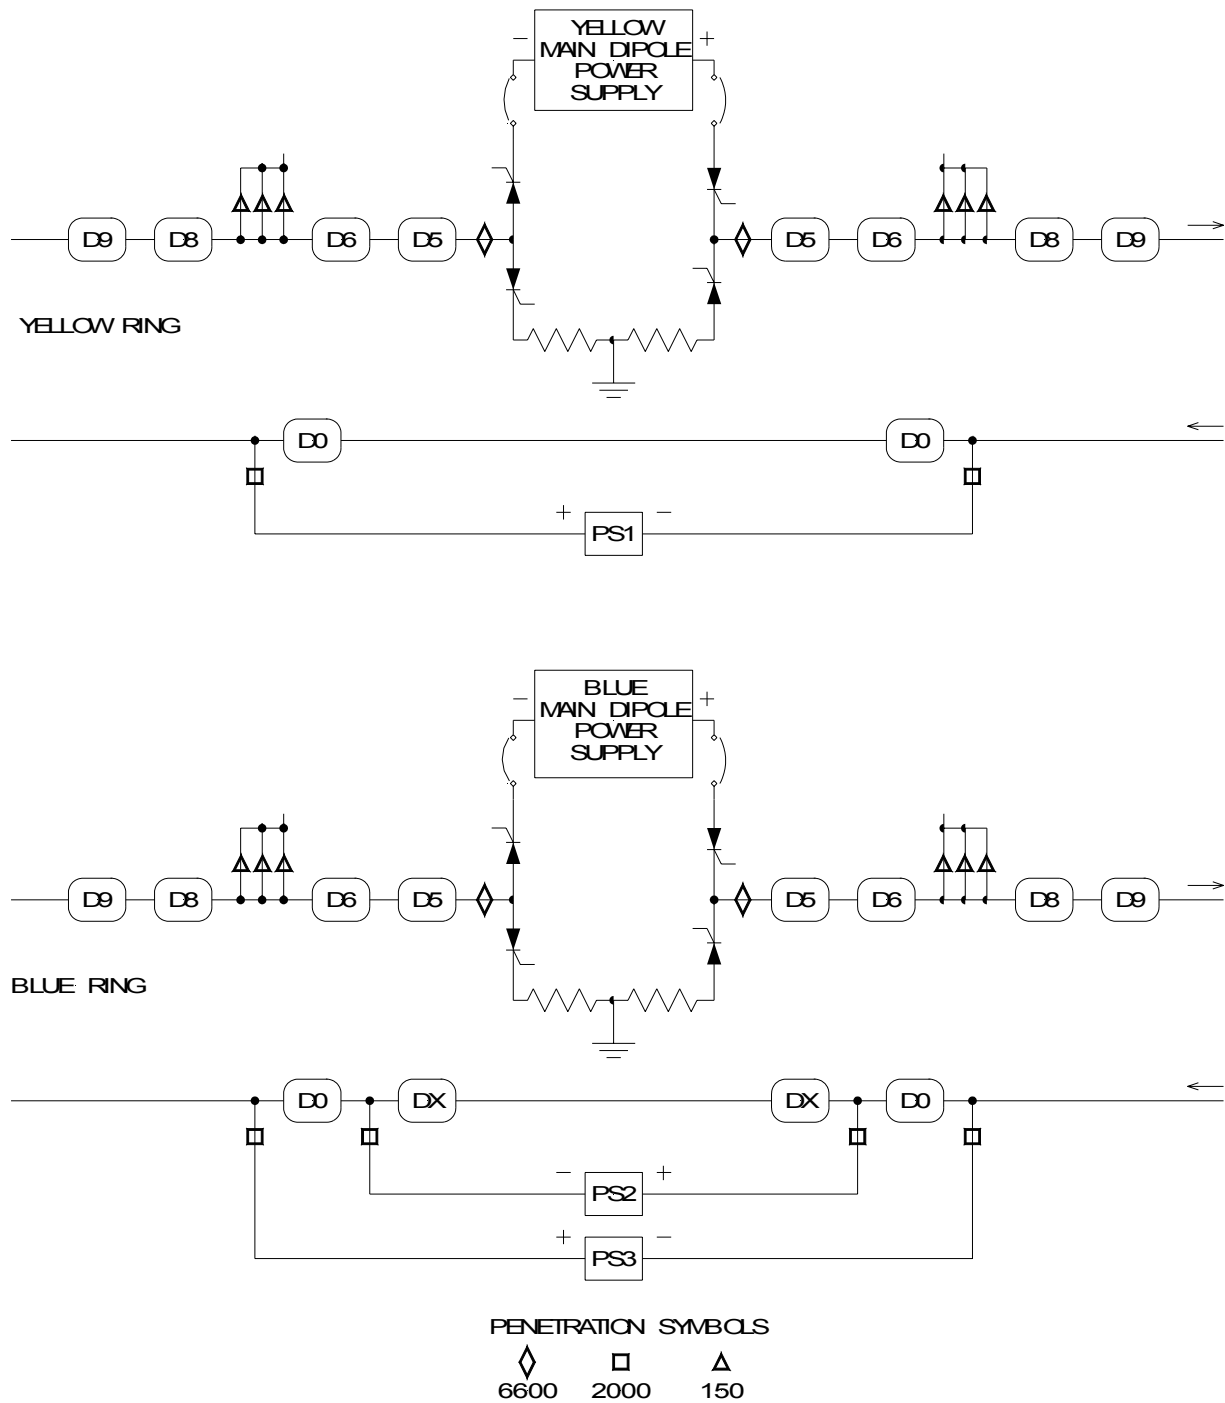 YELLOW
MAIN DIPOLE
POWER
SUPPLY
− +
D9 D8 D6 D5 D5 D6 D8 D9
YELLOW RING
D0 D0
+ PS1 −
BLUE
MAIN DIPOLE
POWER
SUPPLY
− +
D9 D8 D6 D5 D5 D6 D8 D9
BLUE RING
D0 DX DX D0
− PS2 +
+ PS3 −
PENETRATION SYMBOLS
6600 2000 150